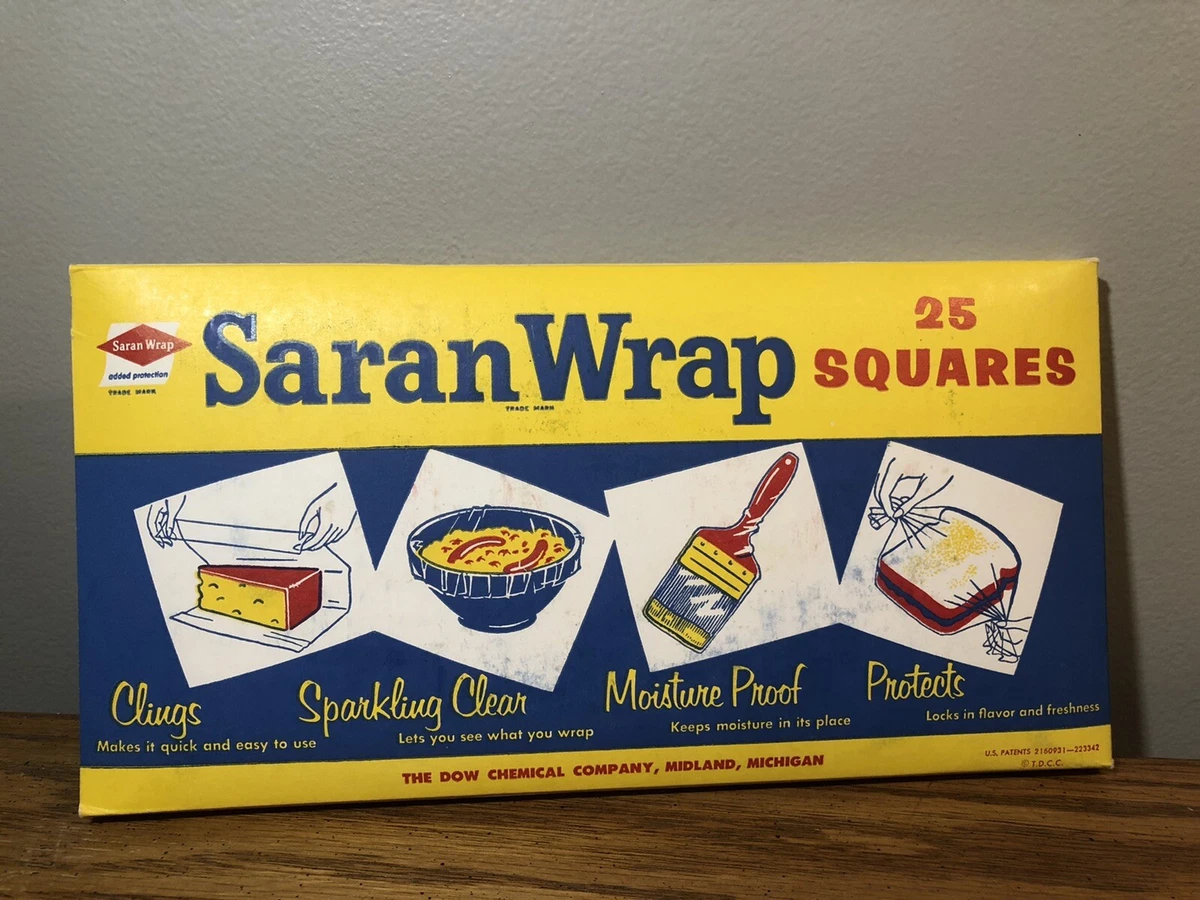 Saran Wrap
added protection
TRADE MARK
Saran Wrap
TRADE MARK
25
SQUARES
Clings
Makes it quick and easy to use
Sparkling Clear
Lets you see what you wrap
Moisture Proof
Keeps moisture in its place
Protects
Locks in flavor and freshness
THE DOW CHEMICAL COMPANY, MIDLAND, MICHIGAN
U.S. PATENTS 2160931—223342
© T.D.C.C.